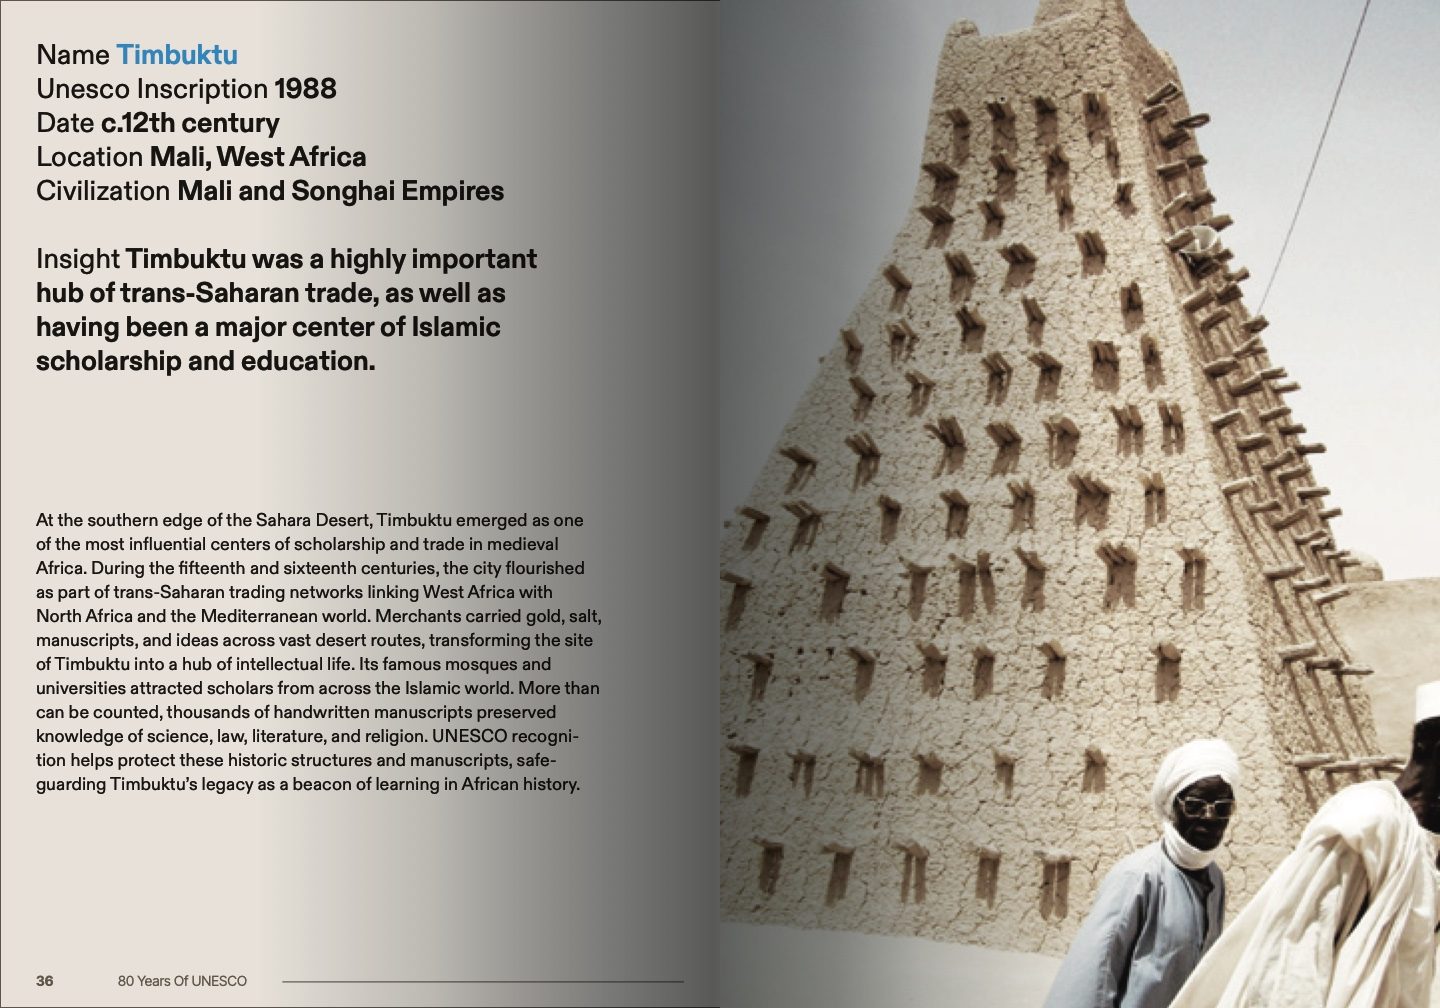 Name Timbuktu
Unesco Inscription 1988
Date c.12th century
Location Mali, West Africa
Civilization Mali and Songhai Empires
Insight Timbuktu was a highly important
hub of trans-Saharan trade, as well as
having been a major center of Islamic
scholarship and education.
At the southern edge of the Sahara Desert, Timbuktu emerged as one
of the most influential centers of scholarship and trade in medieval
Africa. During the fifteenth and sixteenth centuries, the city flourished
as part of trans-Saharan trading networks linking West Africa with
North Africa and the Mediterranean world. Merchants carried gold, salt,
manuscripts, and ideas across vast desert routes, transforming the site
of Timbuktu into a hub of intellectual life. Its famous mosques and
universities attracted scholars from across the Islamic world. More than
can be counted, thousands of handwritten manuscripts preserved
knowledge of science, law, literature, and religion. UNESCO recogni-
tion helps protect these historic structures and manuscripts, safe-
guarding Timbuktu’s legacy as a beacon of learning in African history.
36 80 Years Of UNESCO